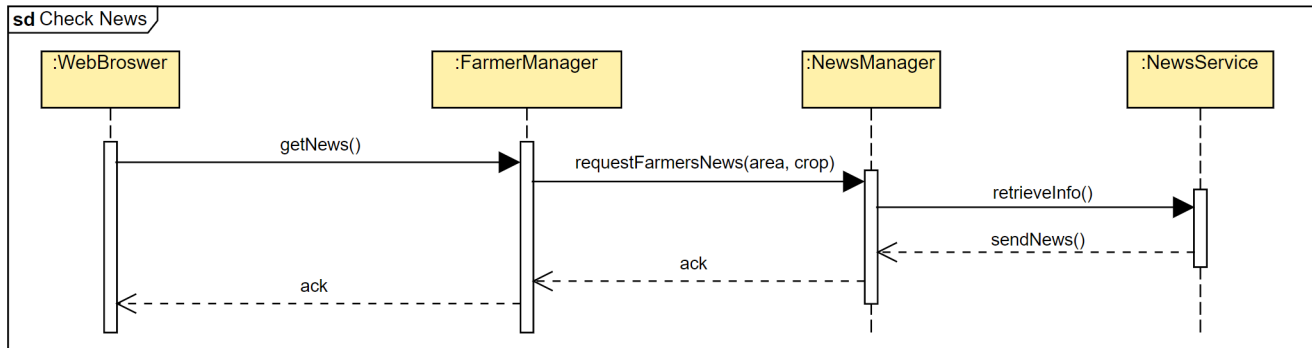 sd Check News
:WebBroswer
:FarmerManager
:NewsManager
:NewsService
getNews()
requestFarmersNews(area, crop)
retrieveInfo()
sendNews()
ack
ack